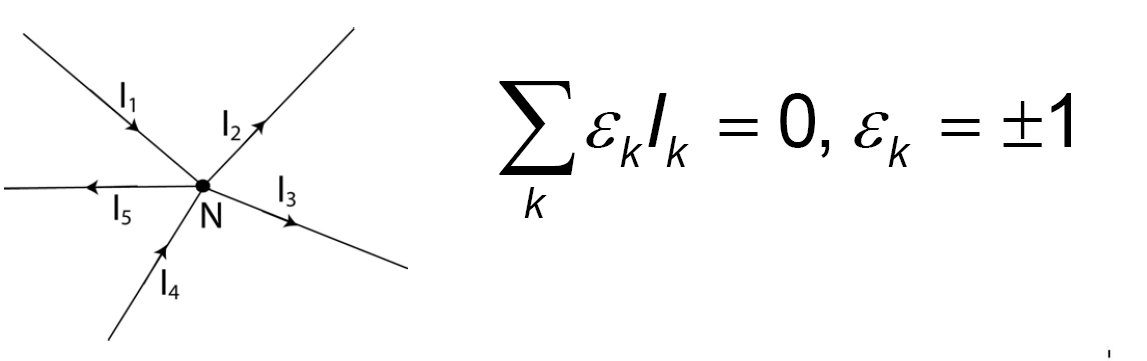 I₁
I₂
I₃
I₅
N
I₄
∑ₖ εₖIₖ = 0, εₖ = ±1